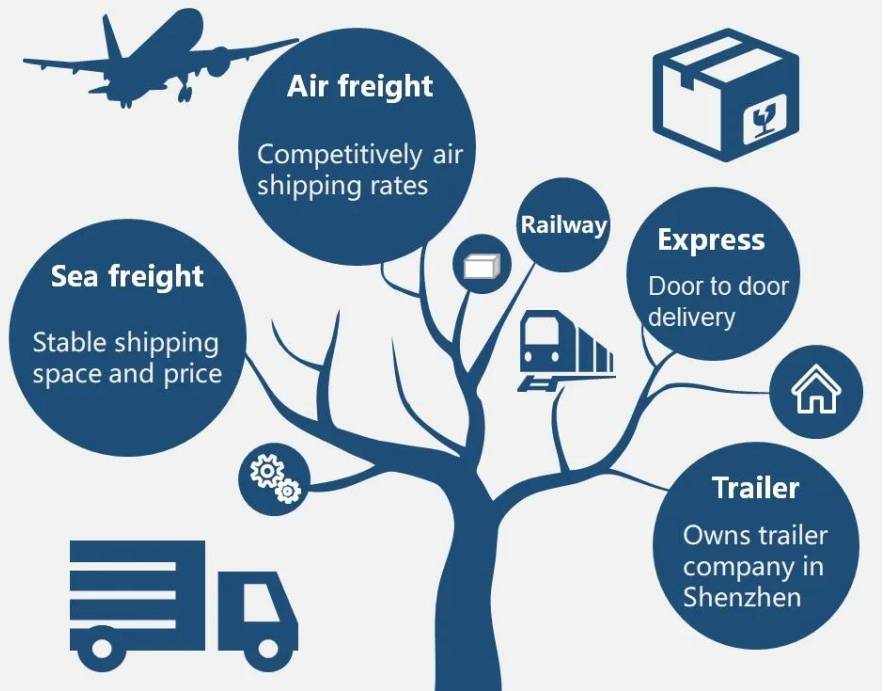 Air freight
Competitively air
shipping rates
Railway
Express
Door to door
delivery
Sea freight
Stable shipping
space and price
Trailer
Owns trailer
company in
Shenzhen